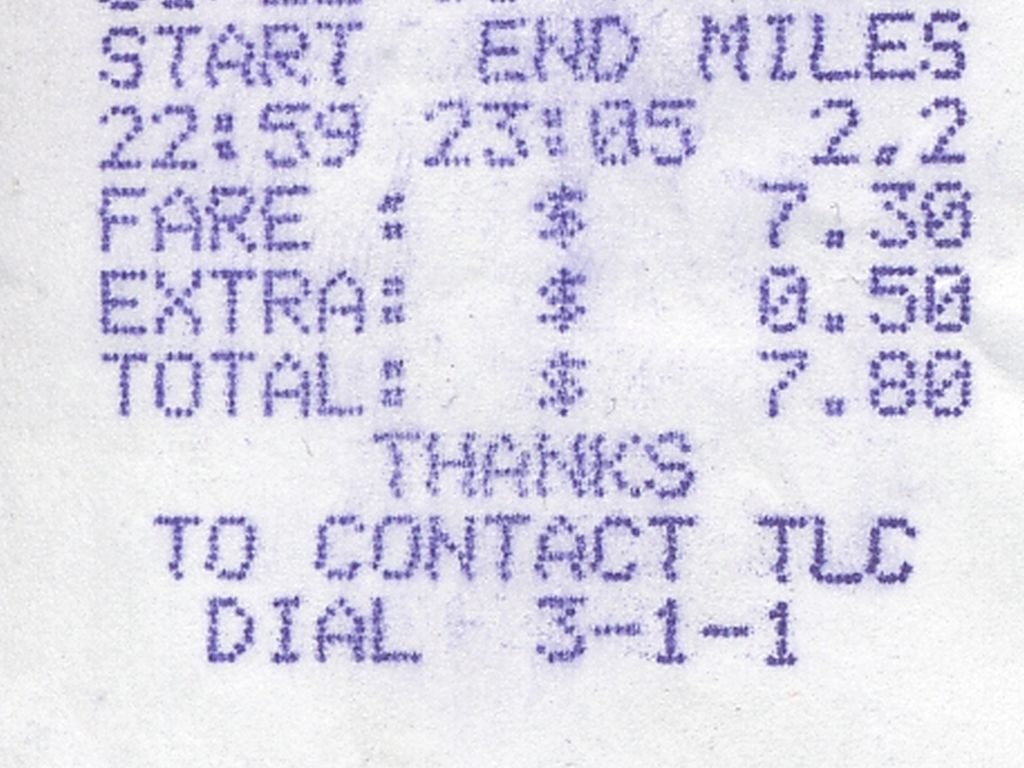 START END MILES
22:59 23:05 2.2
FARE : $ 7.30
EXTRA: $ 0.50
TOTAL: $ 7.80
THANKS
TO CONTACT TLC
DIAL 3-1-1